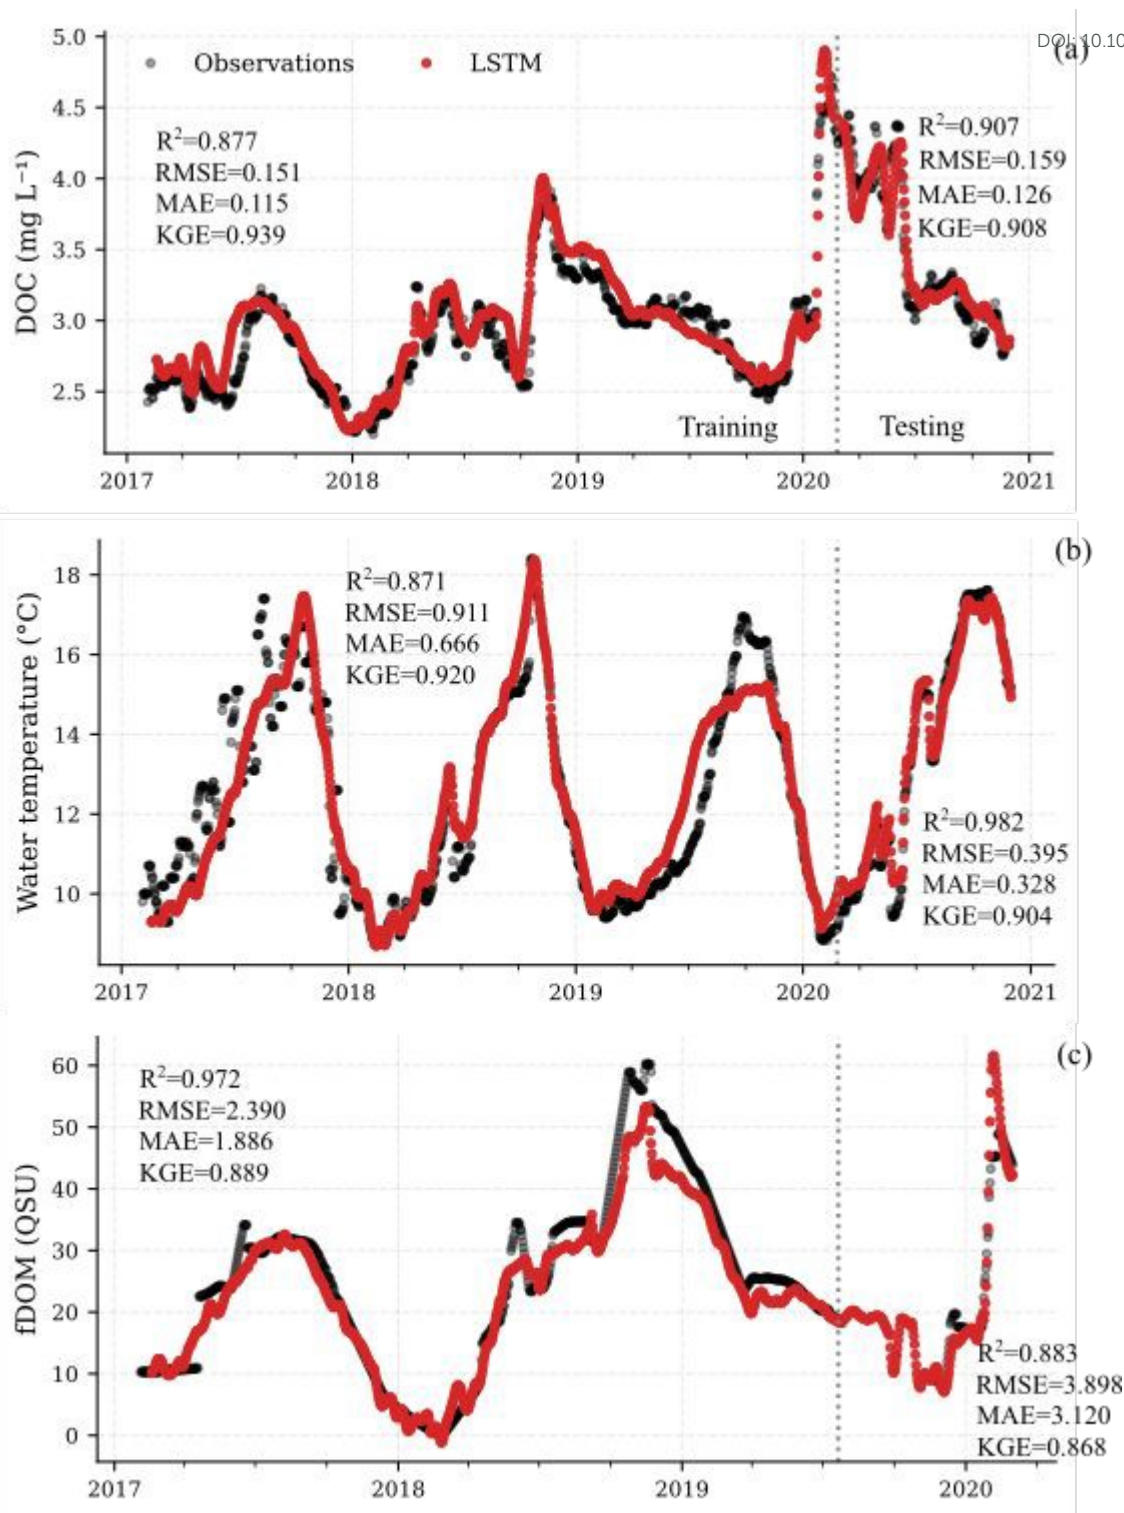 DOI: 10.10
(a)
5.0
4.5
4.0
3.5
3.0
2.5
DOC (mg L⁻¹)
Observations
LSTM
R²=0.877
RMSE=0.151
MAE=0.115
KGE=0.939
R²=0.907
RMSE=0.159
MAE=0.126
KGE=0.908
Training
Testing
2017 2018 2019 2020 2021
(b)
18
16
14
12
10
Water temperature (°C)
R²=0.871
RMSE=0.911
MAE=0.666
KGE=0.920
R²=0.982
RMSE=0.395
MAE=0.328
KGE=0.904
2017 2018 2019 2020 2021
(c)
60
50
40
30
20
10
0
fDOM (QSU)
R²=0.972
RMSE=2.390
MAE=1.886
KGE=0.889
R²=0.883
RMSE=3.898
MAE=3.120
KGE=0.868
2017 2018 2019 2020